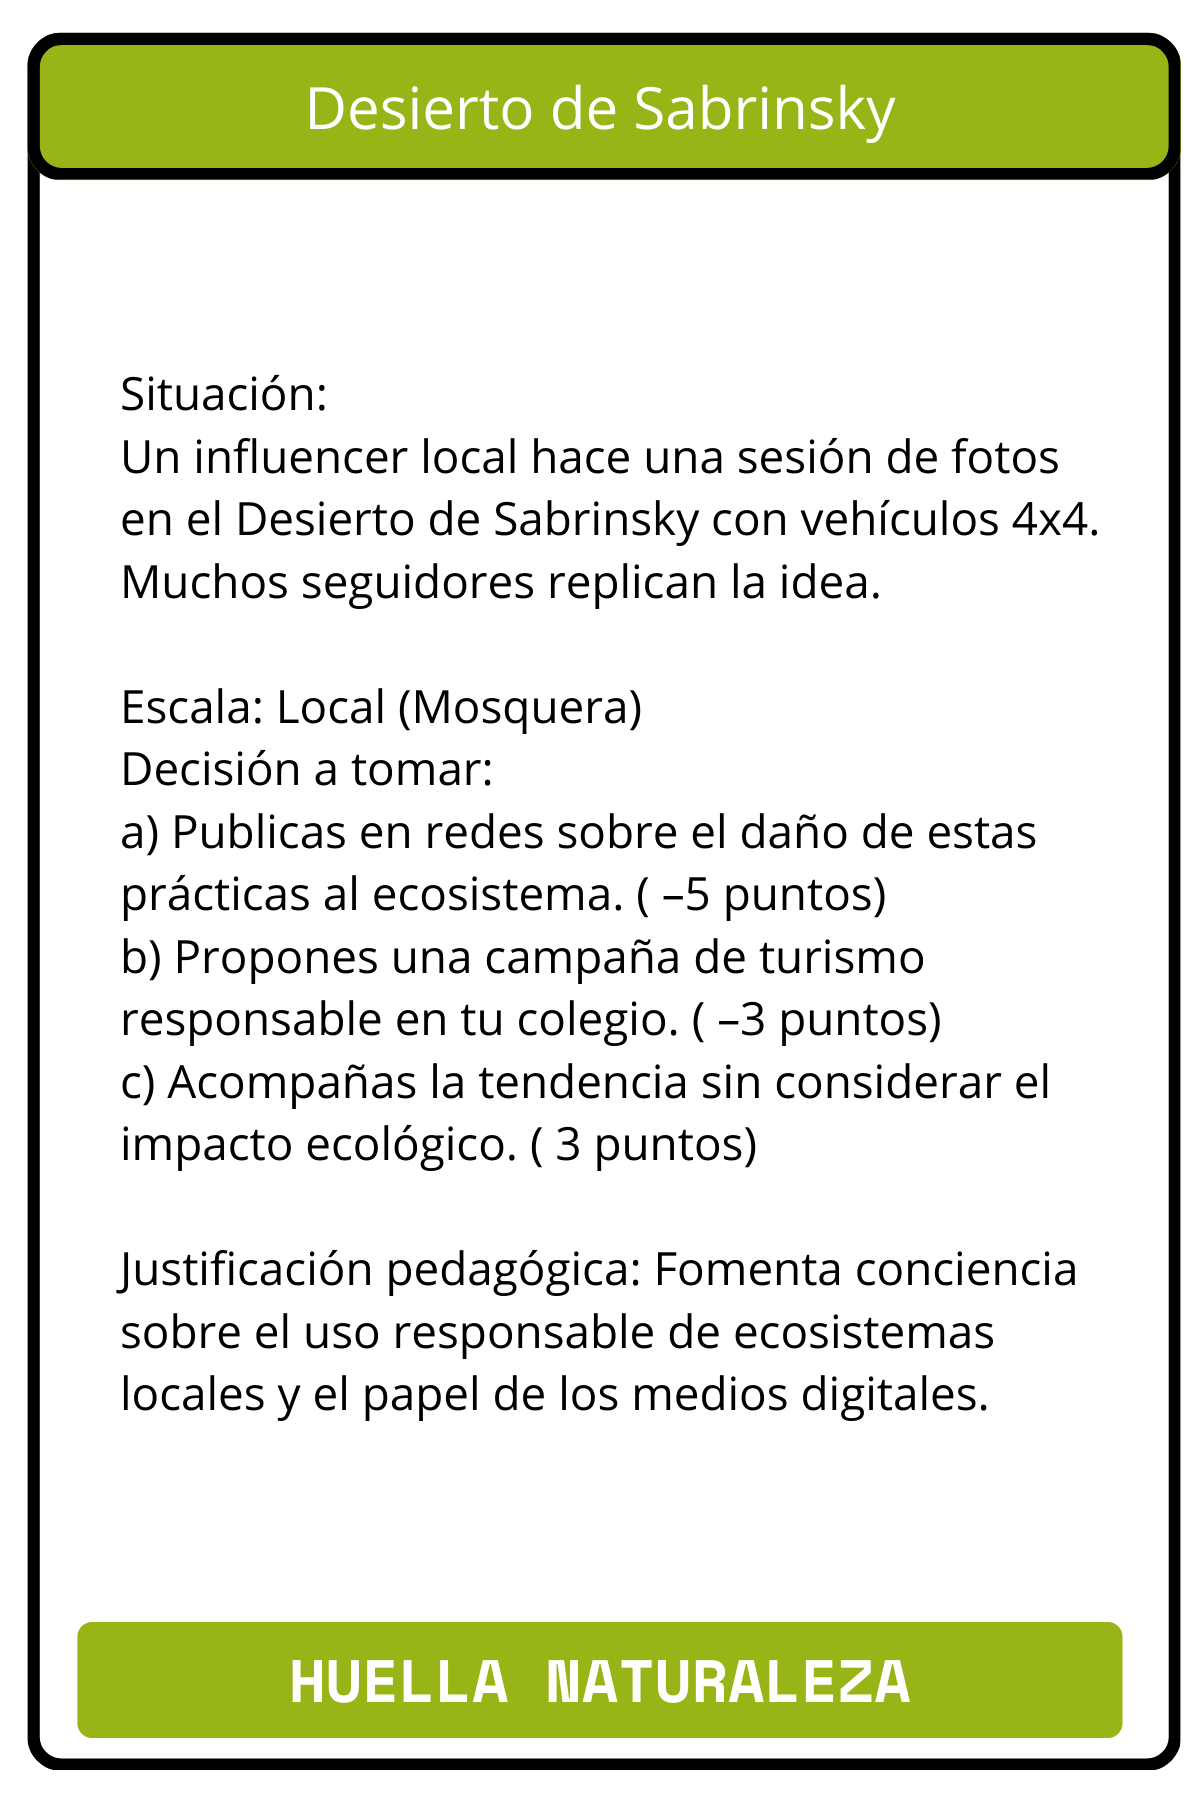 Desierto de Sabrinsky
Situación:
Un influencer local hace una sesión de fotos
en el Desierto de Sabrinsky con vehículos 4x4.
Muchos seguidores replican la idea.
Escala: Local (Mosquera)
Decisión a tomar:
a) Publicas en redes sobre el daño de estas
prácticas al ecosistema. ( –5 puntos)
b) Propones una campaña de turismo
responsable en tu colegio. ( –3 puntos)
c) Acompañas la tendencia sin considerar el
impacto ecológico. ( 3 puntos)
Justificación pedagógica: Fomenta conciencia
sobre el uso responsable de ecosistemas
locales y el papel de los medios digitales.
HUELLA NATURALEZA